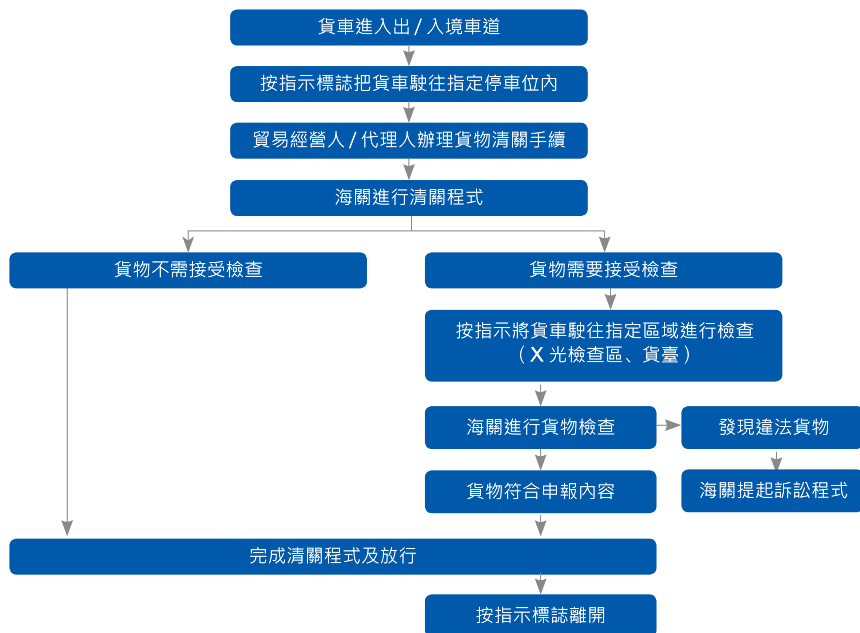 貨車進入出 / 入境車道
按指示標誌把貨車駛往指定停車位內
貿易經營人 / 代理人辦理貨物清關手續
海關進行清關程式
貨物不需接受檢查
貨物需要接受檢查
按指示將貨車駛往指定區域進行檢查
（X 光檢查區、貨臺）
海關進行貨物檢查
發現違法貨物
貨物符合申報內容
海關提起訴訟程式
完成清關程式及放行
按指示標誌離開